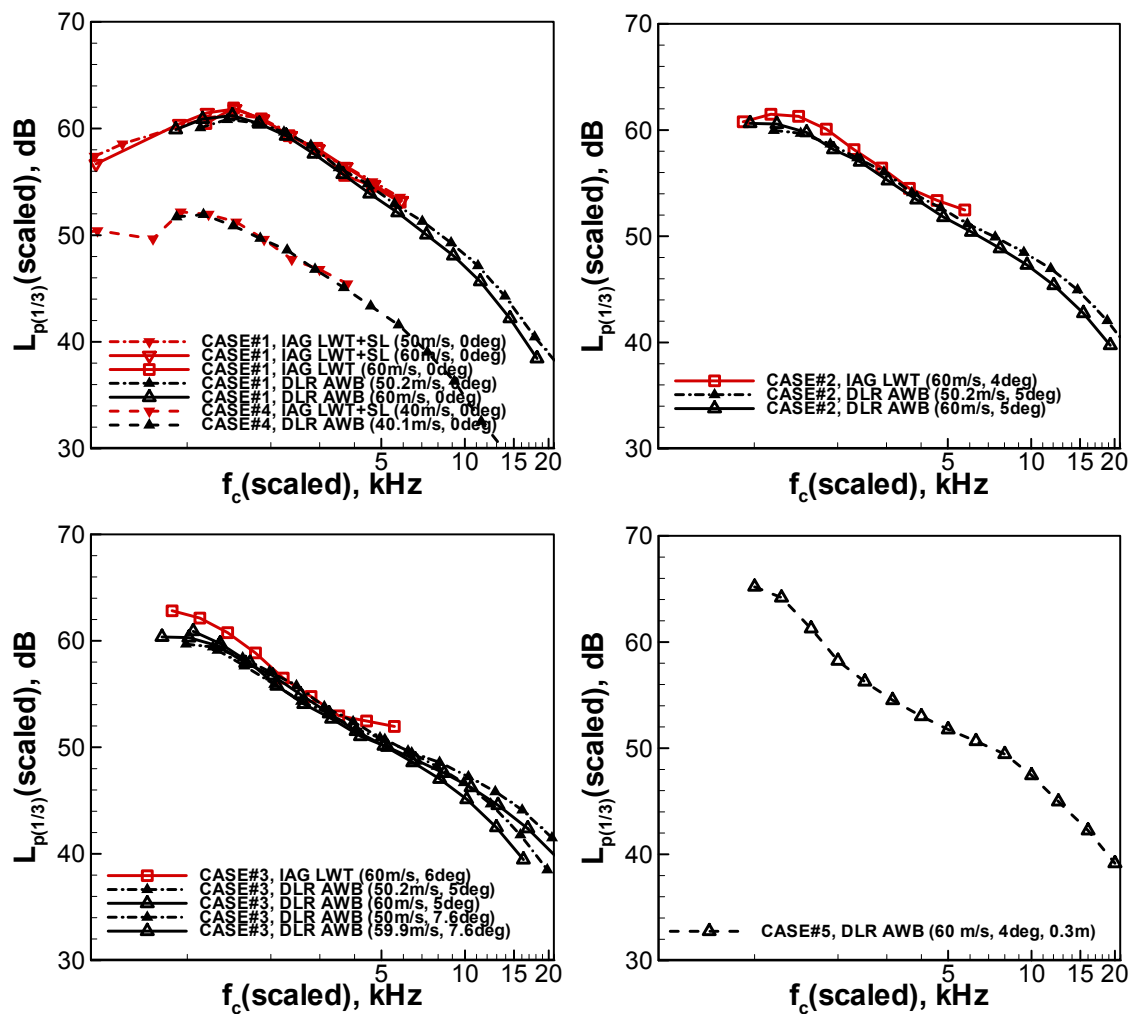 70
60
50
40
30
L_p(1/3)(scaled), dB
CASE#1, IAG LWT+SL (50m/s, 0deg)
CASE#1, IAG LWT+SL (60m/s, 0deg)
CASE#1, IAG LWT (60m/s, 0deg)
CASE#1, DLR AWB (50.2m/s, 0deg)
CASE#1, DLR AWB (60m/s, 0deg)
CASE#4, IAG LWT+SL (40m/s, 0deg)
CASE#4, DLR AWB (40.1m/s, 0deg)
5 10 15 20
f_c(scaled), kHz
70
60
50
40
30
L_p(1/3)(scaled), dB
CASE#2, IAG LWT (60m/s, 4deg)
CASE#2, DLR AWB (50.2m/s, 5deg)
CASE#2, DLR AWB (60m/s, 5deg)
5 10 15 20
f_c(scaled), kHz
70
60
50
40
30
L_p(1/3)(scaled), dB
CASE#3, IAG LWT (60m/s, 6deg)
CASE#3, DLR AWB (50.2m/s, 5deg)
CASE#3, DLR AWB (60m/s, 5deg)
CASE#3, DLR AWB (50m/s, 7.6deg)
CASE#3, DLR AWB (59.9m/s, 7.6deg)
5 10 15 20
f_c(scaled), kHz
70
60
50
40
30
L_p(1/3)(scaled), dB
CASE#5, DLR AWB (60 m/s, 4deg, 0.3m)
5 10 15 20
f_c(scaled), kHz